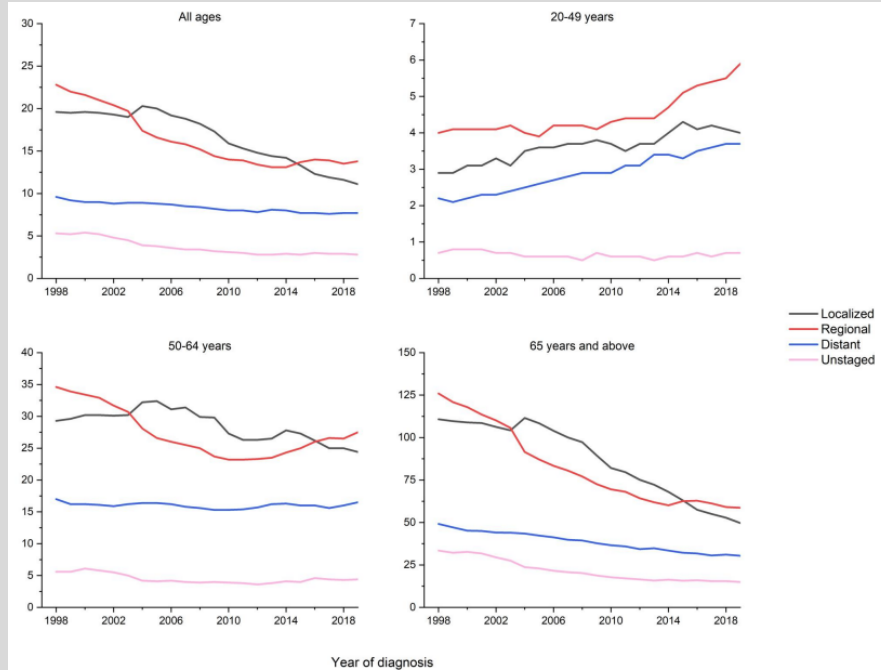 All ages
30
25
20
15
10
5
0
1998 2002 2006 2010 2014 2018
20-49 years
7
6
5
4
3
2
1
0
1998 2002 2006 2010 2014 2018
50-64 years
40
35
30
25
20
15
10
5
0
1998 2002 2006 2010 2014 2018
65 years and above
150
125
100
75
50
25
0
1998 2002 2006 2010 2014 2018
Localized
Regional
Distant
Unstaged
Year of diagnosis